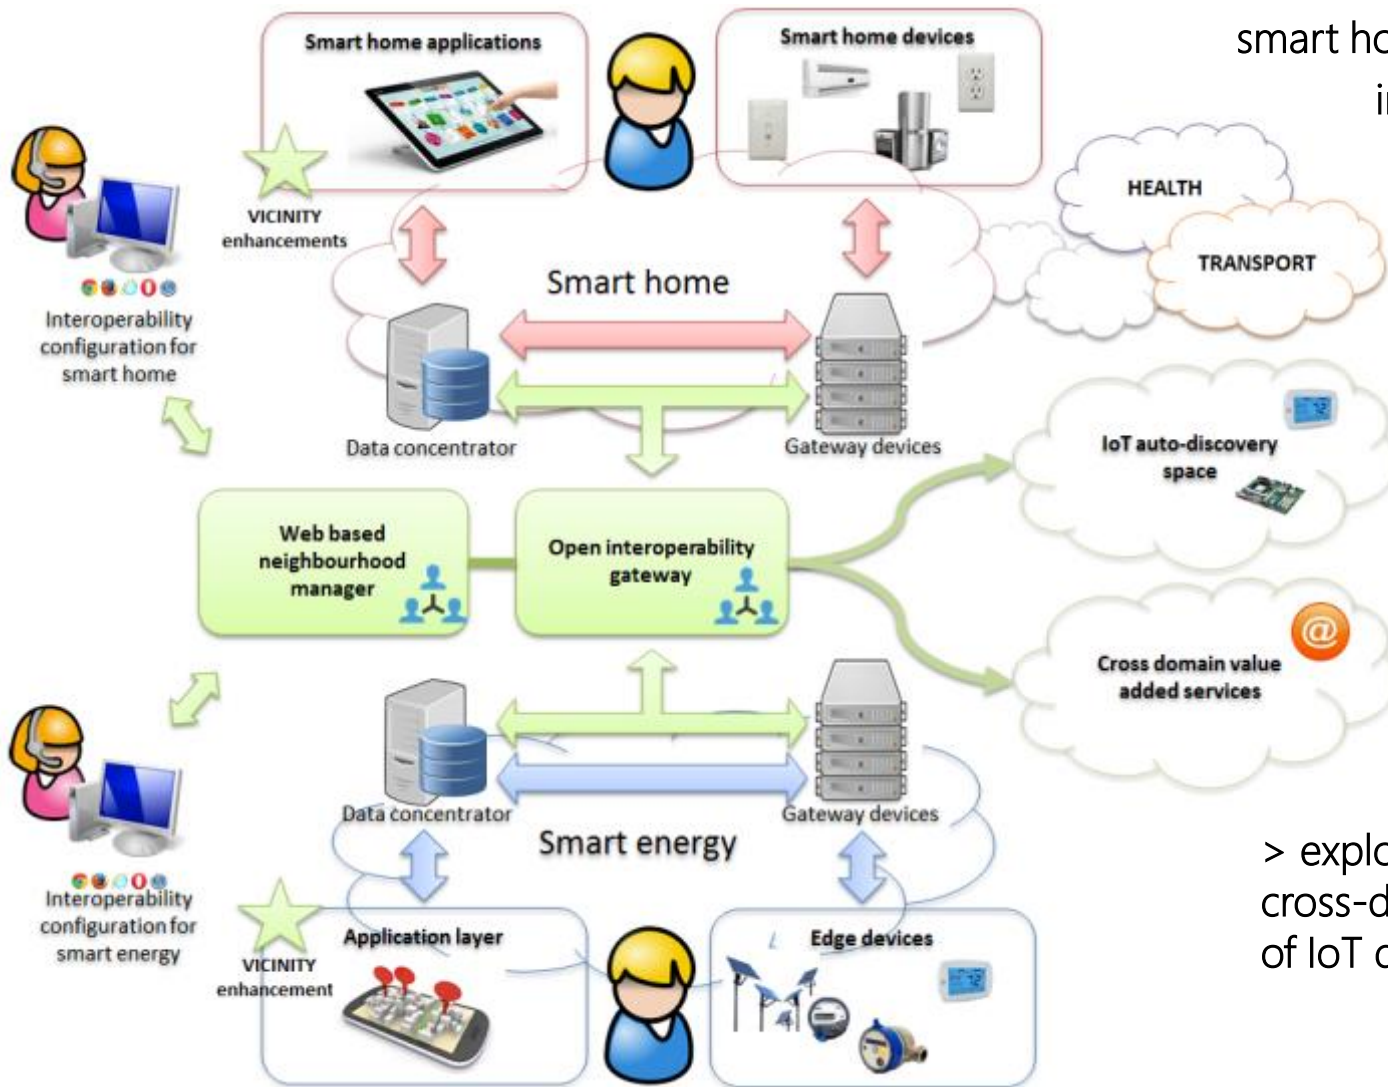 Smart home applications
Smart home devices
smart ho
in
VICINITY
enhancements
HEALTH
TRANSPORT
Smart home
Interoperability
configuration for
smart home
Data concentrator
Gateway devices
IoT auto-discovery
space
Web based
neighbourhood
manager
Open interoperability
gateway
@
Cross domain value
added services
Data concentrator
Gateway devices
Smart energy
> explo
cross-d
of IoT d
Interoperability
configuration for
smart energy
VICINITY
enhancement
Application layer
Edge devices